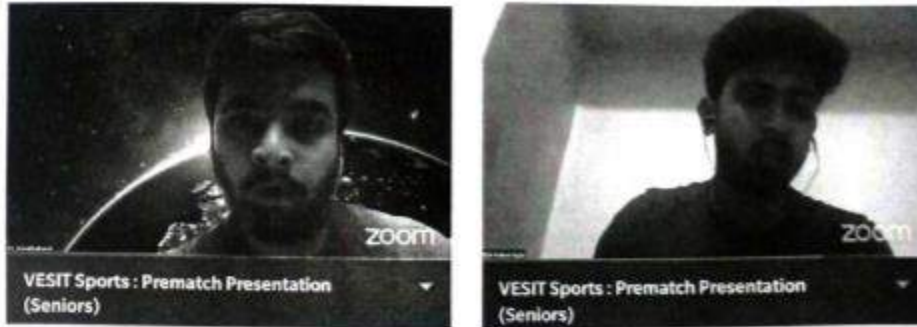 zoom
VESIT Sports : Prematch Presentation
(Seniors)
zoom
VESIT Sports : Prematch Presentation
(Seniors)